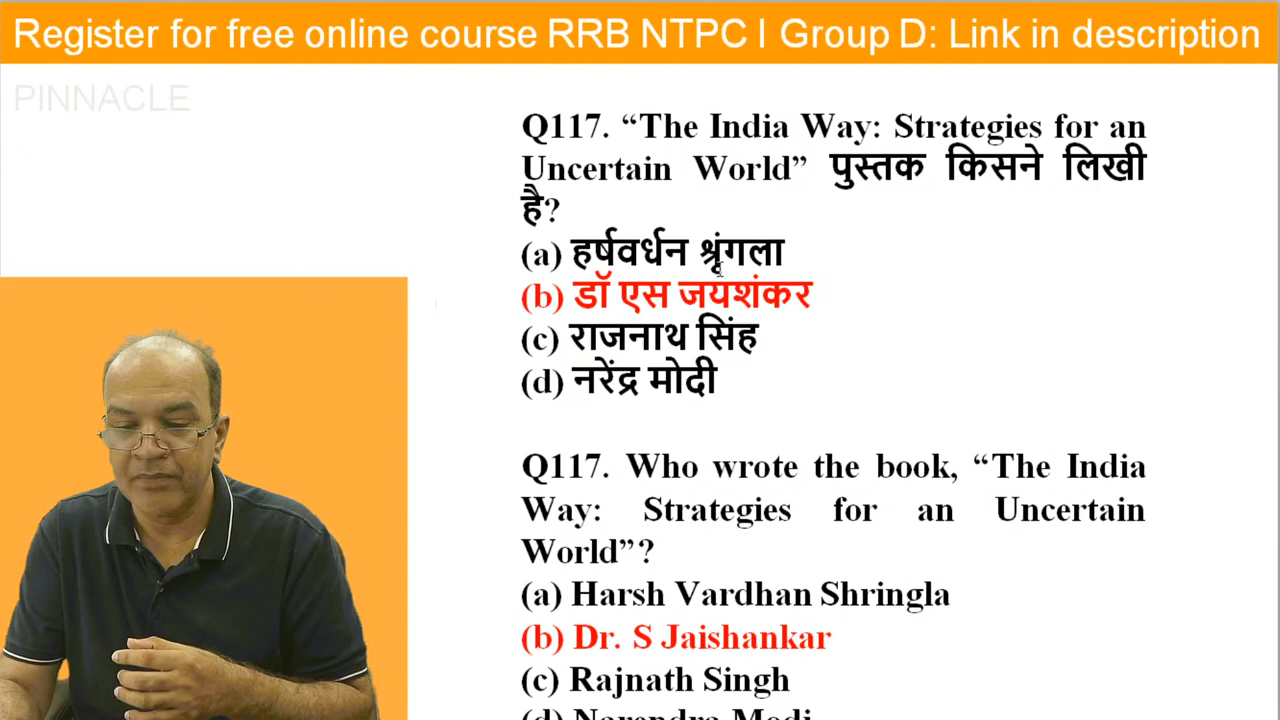 Register for free online course RRB NTPC I Group D: Link in description
PINNACLE
Q117. “The India Way: Strategies for an
Uncertain World” पुस्तक किसने लिखी
है?
(a) हर्षवर्धन श्रृंगला
(b) डॉ एस जयशंकर
(c) राजनाथ सिंह
(d) नरेंद्र मोदी
Q117. Who wrote the book, “The India
Way: Strategies for an Uncertain
World”?
(a) Harsh Vardhan Shringla
(b) Dr. S Jaishankar
(c) Rajnath Singh
(d) Narendra Modi